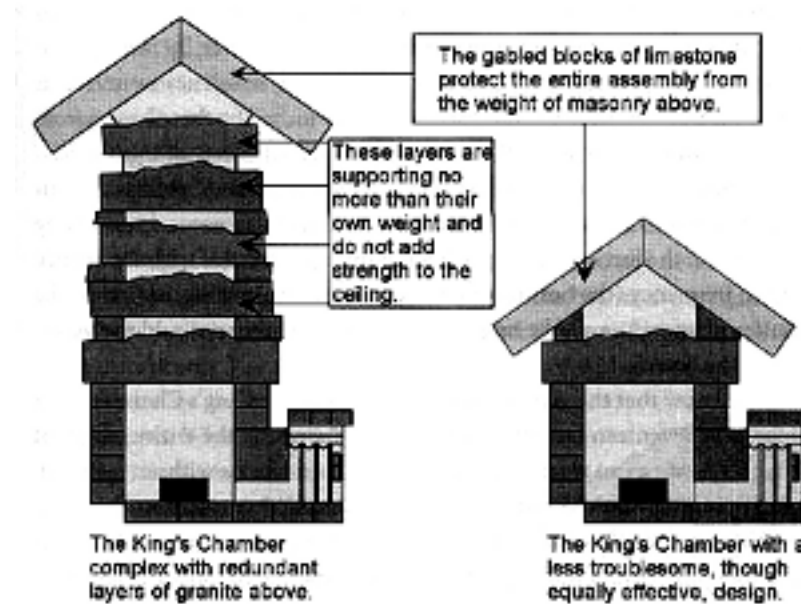 The gabled blocks of limestone
protect the entire assembly from
the weight of masonry above.
These layers are
supporting no
more than their
own weight and
do not add
strength to the
ceiling.
The King's Chamber
complex with redundant
layers of granite above.
The King's Chamber with a
less troublesome, though
equally effective, design.